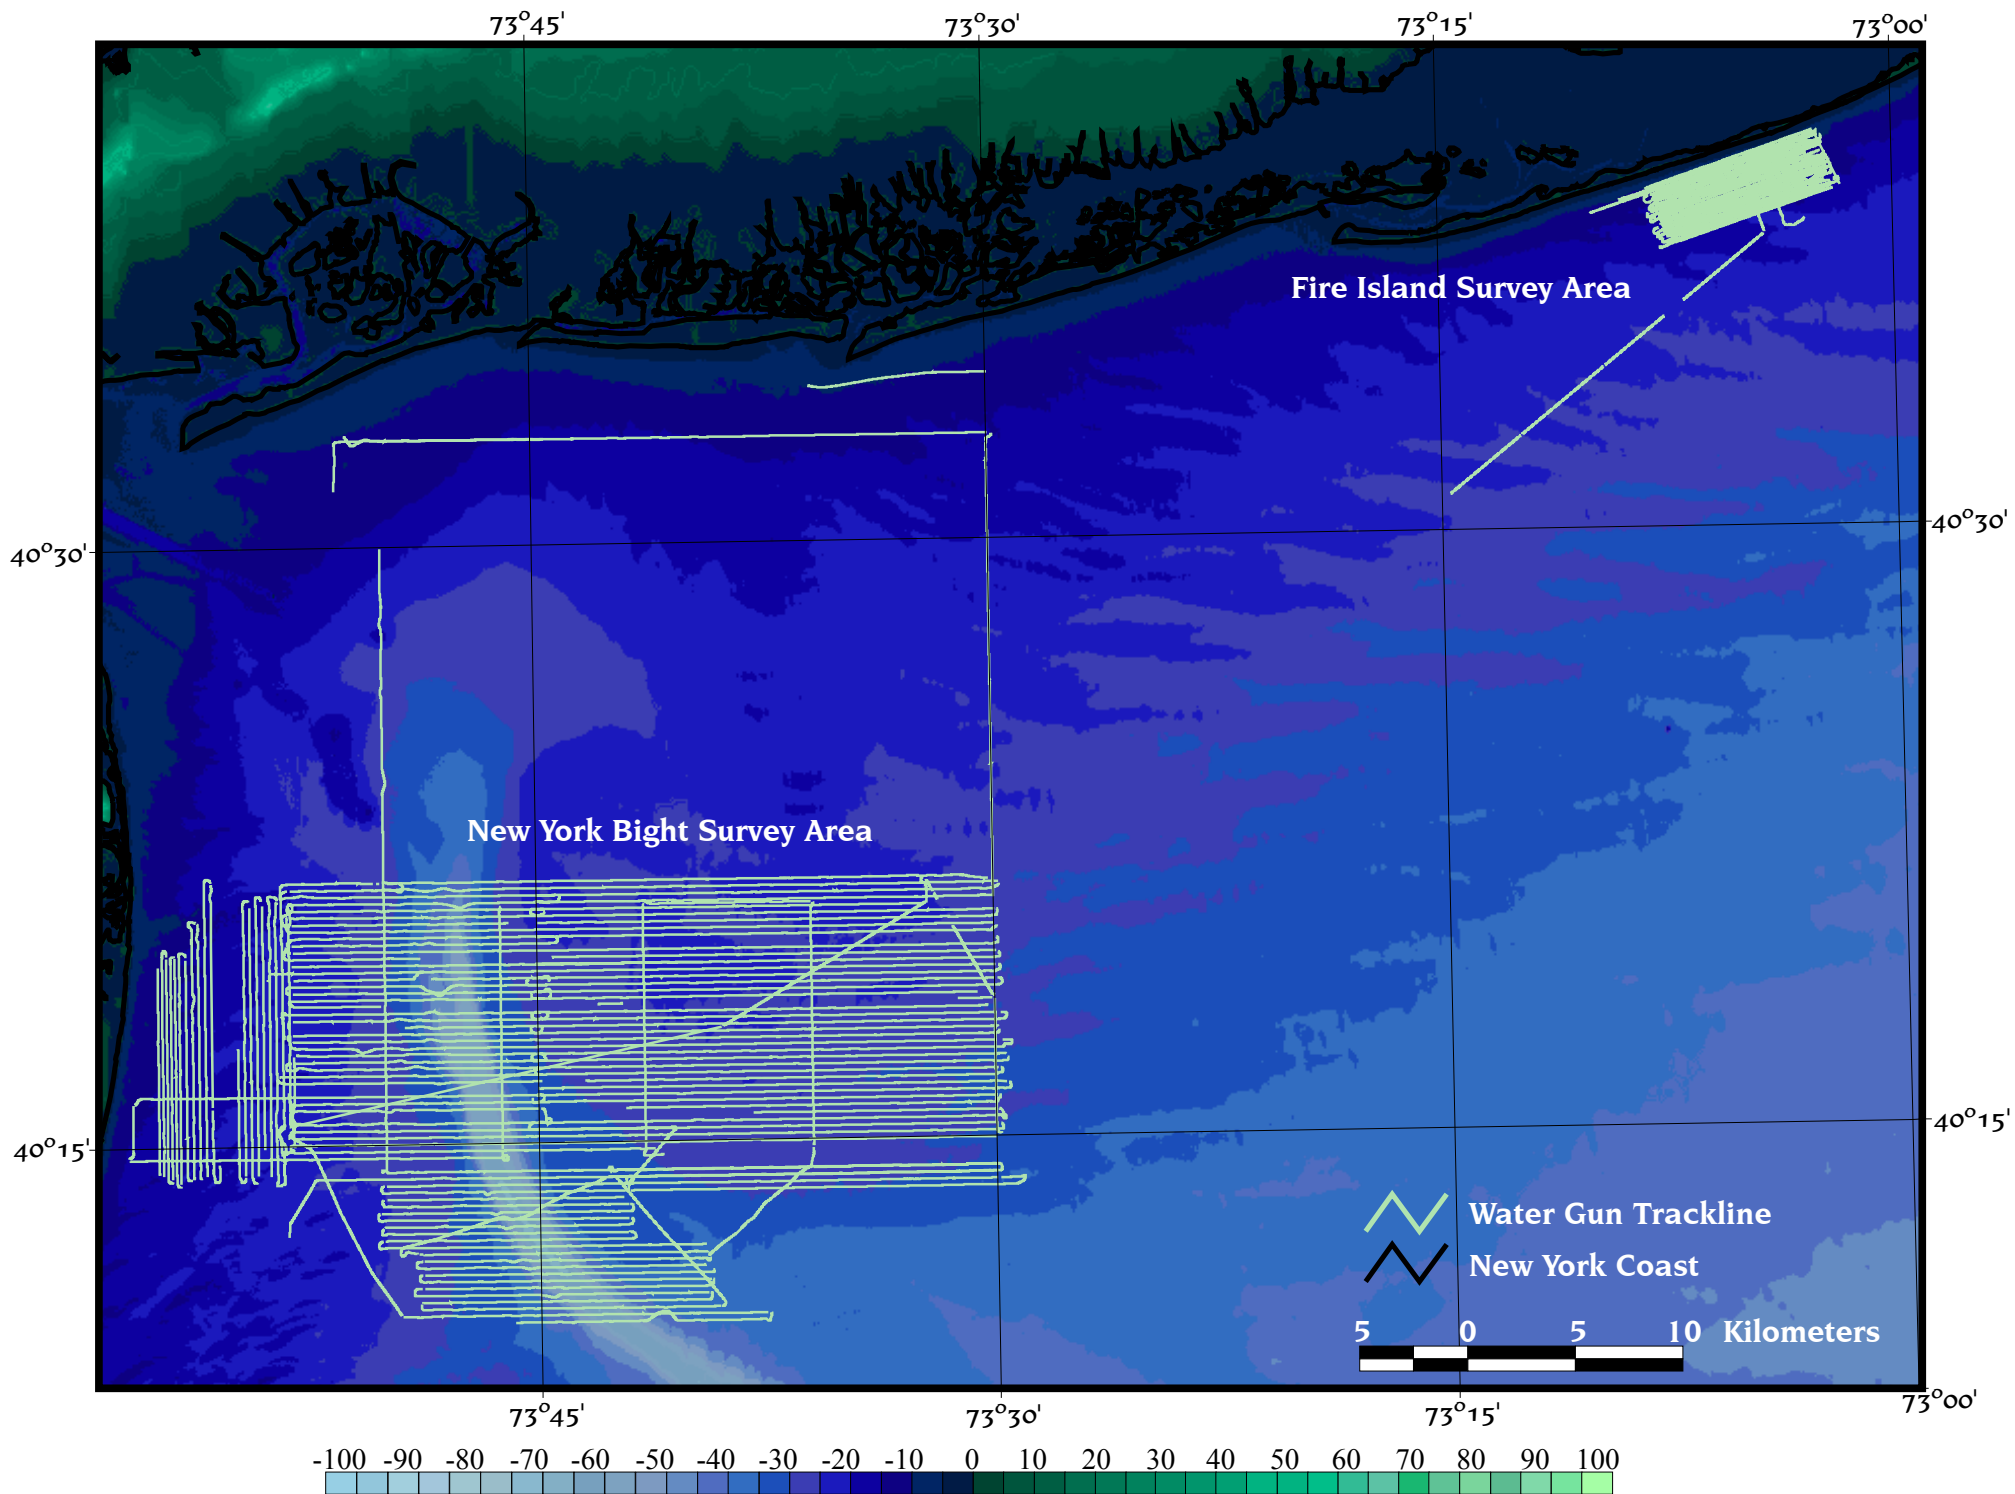 73°45' 73°30' 73°15' 73°00'
Fire Island Survey Area
40°30' 40°30'
New York Bight Survey Area
40°15' 40°15'
Water Gun Trackline
New York Coast
5 0 5 10 Kilometers
73°45' 73°30' 73°15' 73°00'
-100 -90 -80 -70 -60 -50 -40 -30 -20 -10 0 10 20 30 40 50 60 70 80 90 100